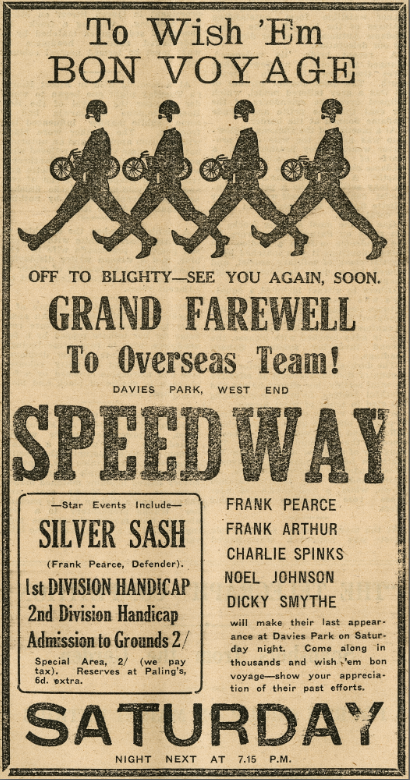 To Wish 'Em
BON VOYAGE
OFF TO BLIGHTY—SEE YOU AGAIN, SOON.
GRAND FAREWELL
To Overseas Team!
DAVIES PARK, WEST END
SPEEDWAY
—Star Events Include—
SILVER SASH
(Frank Pearce, Defender).
1st DIVISION HANDICAP
2nd Division Handicap
Admission to Grounds 2/
Special Area, 2/ (we pay
tax). Reserves at Paling's,
6d. extra.
FRANK PEARCE
FRANK ARTHUR
CHARLIE SPINKS
NOEL JOHNSON
DICKY SMYTHE
will make their last appear-
ance at Davies Park on Satur-
day night. Come along in
thousands and wish 'em bon
voyage—show your apprecia-
tion of their past efforts.
SATURDAY
NIGHT NEXT AT 7.15 P.M.